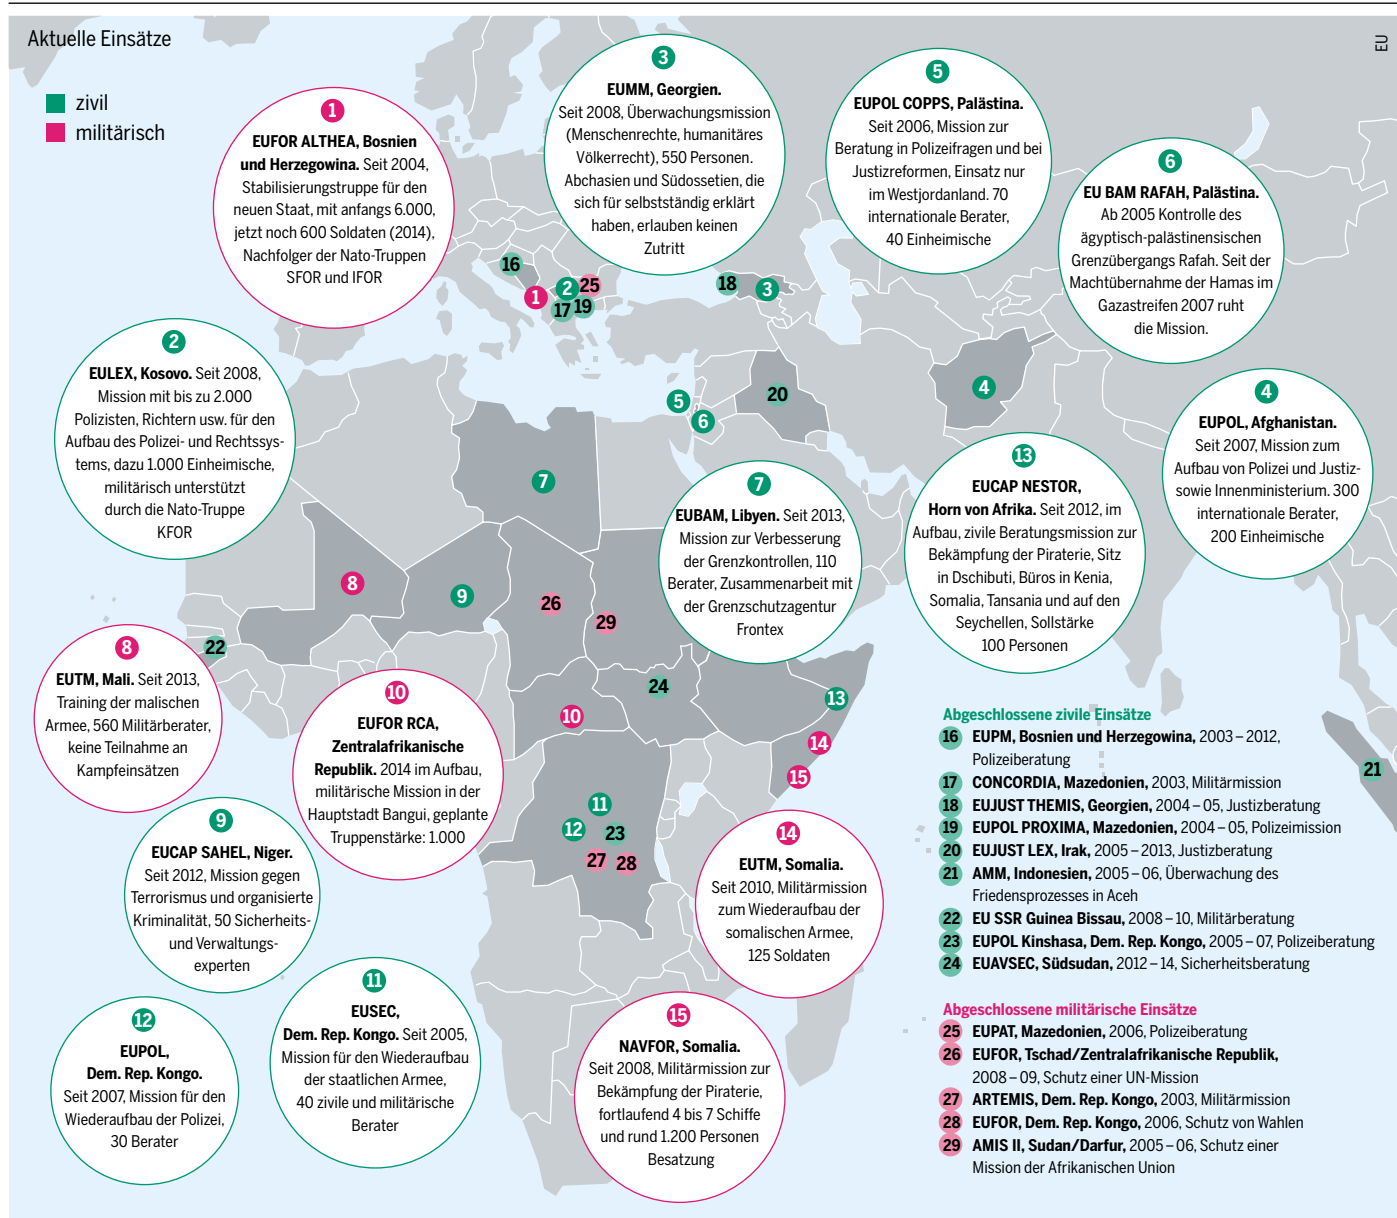 Aktuelle Einsätze
zivil
militärisch
EU
1
EUFOR ALTHEA, Bosnien
und Herzegowina. Seit 2004,
Stabilisierungstruppe für den
neuen Staat, mit anfangs 6.000,
jetzt noch 600 Soldaten (2014),
Nachfolger der Nato-Truppen
SFOR und IFOR
3
EUMM, Georgien.
Seit 2008, Überwachungsmission
(Menschenrechte, humanitäres
Völkerrecht), 550 Personen.
Abchasien und Südossetien, die
sich für selbstständig erklärt
haben, erlauben keinen
Zutritt
5
EUPOL COPPS, Palästina.
Seit 2006, Mission zur
Beratung in Polizeifragen und bei
Justizreformen, Einsatz nur
im Westjordanland. 70
internationale Berater,
40 Einheimische
6
EU BAM RAFAH, Palästina.
Ab 2005 Kontrolle des
ägyptisch-palästinensischen
Grenzübergangs Rafah. Seit der
Machtübernahme der Hamas im
Gazastreifen 2007 ruht
die Mission.
2
EULEX, Kosovo. Seit 2008,
Mission mit bis zu 2.000
Polizisten, Richtern usw. für den
Aufbau des Polizei- und Rechtssys-
tems, dazu 1.000 Einheimische,
militärisch unterstützt
durch die Nato-Truppe
KFOR
4
EUPOL, Afghanistan.
Seit 2007, Mission zum
Aufbau von Polizei und Justiz-
sowie Innenministerium. 300
internationale Berater,
200 Einheimische
13
EUCAP NESTOR,
Horn von Afrika. Seit 2012, im
Aufbau, zivile Beratungsmission zur
Bekämpfung der Piraterie, Sitz
in Dschibuti, Büros in Kenia,
Somalia, Tansania und auf den
Seychellen, Sollstärke
100 Personen
7
EUBAM, Libyen. Seit 2013,
Mission zur Verbesserung
der Grenzkontrollen, 110
Berater, Zusammenarbeit mit
der Grenzschutzagentur
Frontex
8
EUTM, Mali. Seit 2013,
Training der malischen
Armee, 560 Militärberater,
keine Teilnahme an
Kampfeinsätzen
10
EUFOR RCA,
Zentralafrikanische
Republik. 2014 im Aufbau,
militärische Mission in der
Hauptstadt Bangui, geplante
Truppenstärke: 1.000
9
EUCAP SAHEL, Niger.
Seit 2012, Mission gegen
Terrorismus und organisierte
Kriminalität, 50 Sicherheits-
und Verwaltungs-
experten
14
EUTM, Somalia.
Seit 2010, Militärmission
zum Wiederaufbau der
somalischen Armee,
125 Soldaten
11
EUSEC,
Dem. Rep. Kongo. Seit 2005,
Mission für den Wiederaufbau
der staatlichen Armee,
40 zivile und militärische
Berater
12
EUPOL,
Dem. Rep. Kongo.
Seit 2007, Mission für den
Wiederaufbau der Polizei,
30 Berater
15
NAVFOR, Somalia.
Seit 2008, Militärmission zur
Bekämpfung der Piraterie,
fortlaufend 4 bis 7 Schiffe
und rund 1.200 Personen
Besatzung
16
1
2
25
17
19
18
3
5
6
20
4
7
8
9
26
29
22
24
10
13
14
15
11
12
23
27
28
21
Abgeschlossene zivile Einsätze
16 EUPM, Bosnien und Herzegowina, 2003 – 2012,
Polizeiberatung
17 CONCORDIA, Mazedonien, 2003, Militärmission
18 EUJUST THEMIS, Georgien, 2004 – 05, Justizberatung
19 EUPOL PROXIMA, Mazedonien, 2004 – 05, Polizeimission
20 EUJUST LEX, Irak, 2005 – 2013, Justizberatung
21 AMM, Indonesien, 2005 – 06, Überwachung des
Friedensprozesses in Aceh
22 EU SSR Guinea Bissau, 2008 – 10, Militärberatung
23 EUPOL Kinshasa, Dem. Rep. Kongo, 2005 – 07, Polizeiberatung
24 EUAVSEC, Südsudan, 2012 – 14, Sicherheitsberatung
Abgeschlossene militärische Einsätze
25 EUPAT, Mazedonien, 2006, Polizeiberatung
26 EUFOR, Tschad/Zentralafrikanische Republik,
2008 – 09, Schutz einer UN-Mission
27 ARTEMIS, Dem. Rep. Kongo, 2003, Militärmission
28 EUFOR, Dem. Rep. Kongo, 2006, Schutz von Wahlen
29 AMIS II, Sudan/Darfur, 2005 – 06, Schutz einer
Mission der Afrikanischen Union